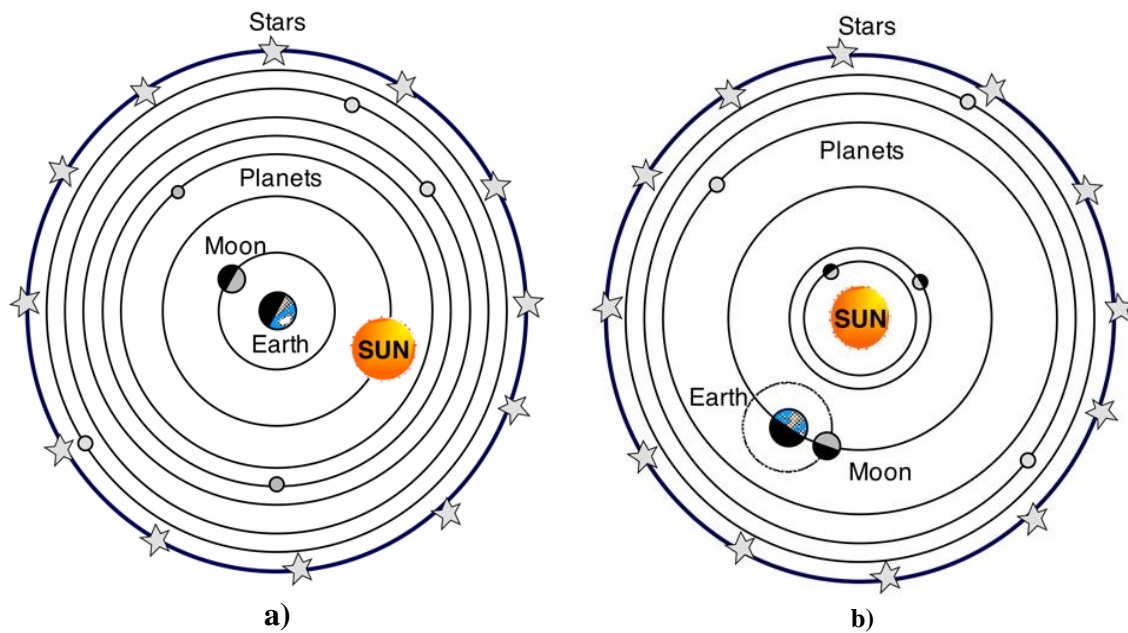 Stars
Planets
Moon
Earth
SUN
a)
Stars
Planets
SUN
Earth
Moon
b)